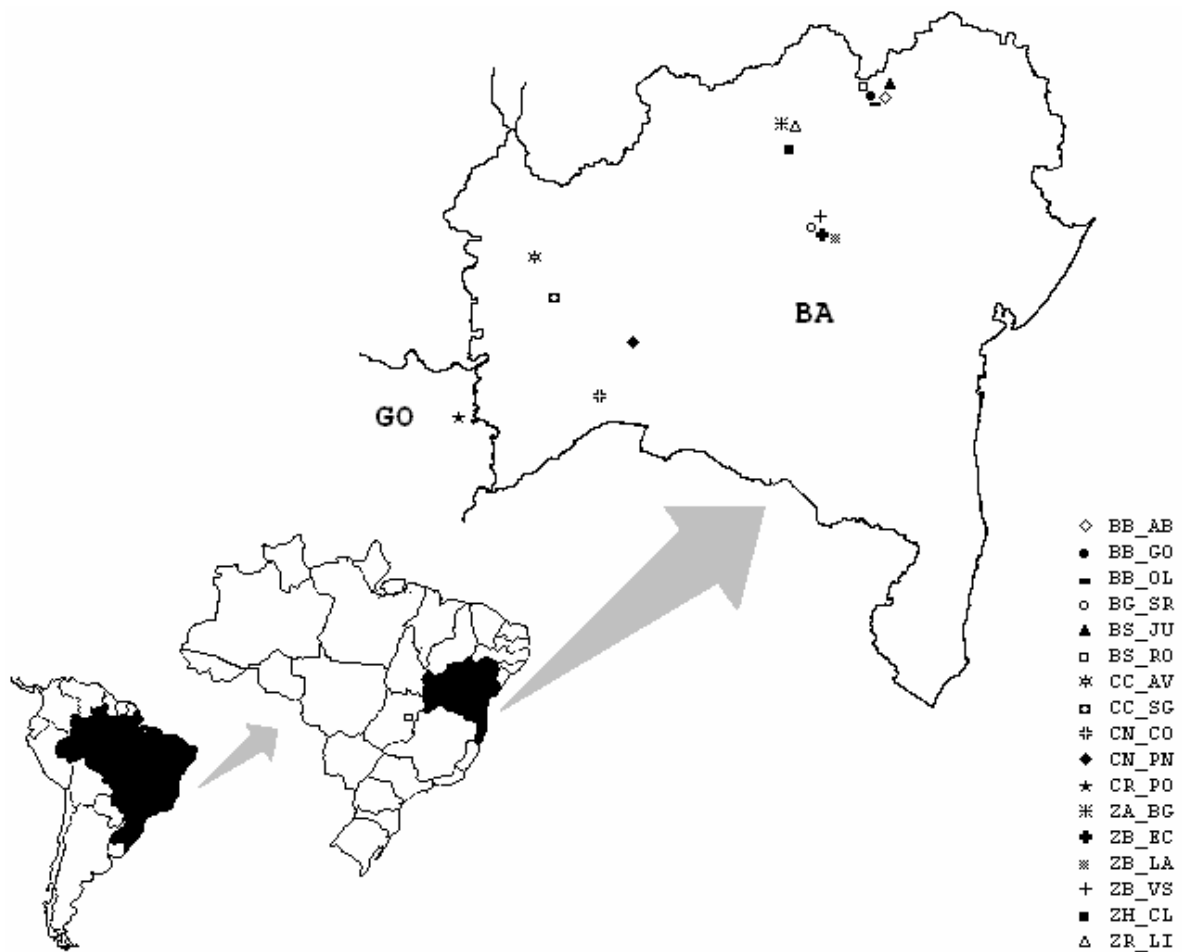 BA
GO
BB_AB
BB_GO
BB_OL
BG_SR
BS_JU
BS_RO
CC_AV
CC_SG
CN_CO
CN_PN
CR_PO
ZA_BG
ZB_EC
ZB_LA
ZB_VS
ZH_CL
ZR_LI